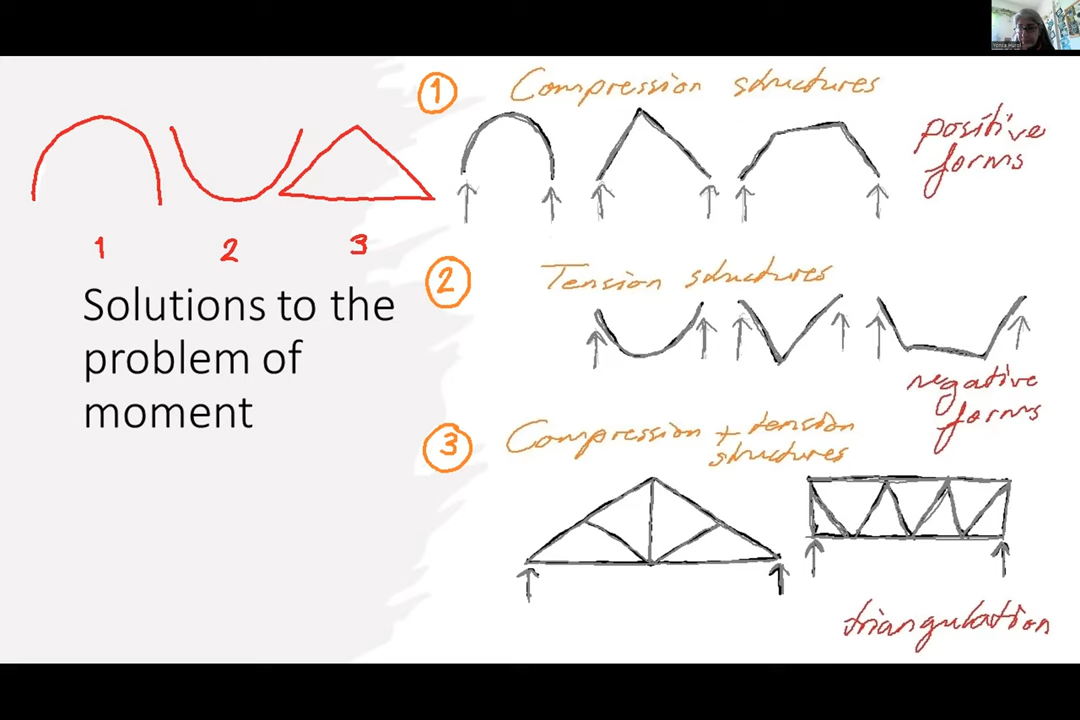 ① Compression structures
positive
forms
1 2 3
Solutions to the
problem of
moment
② Tension structures
negative
forms
③ Compression + tension
structures
triangulation